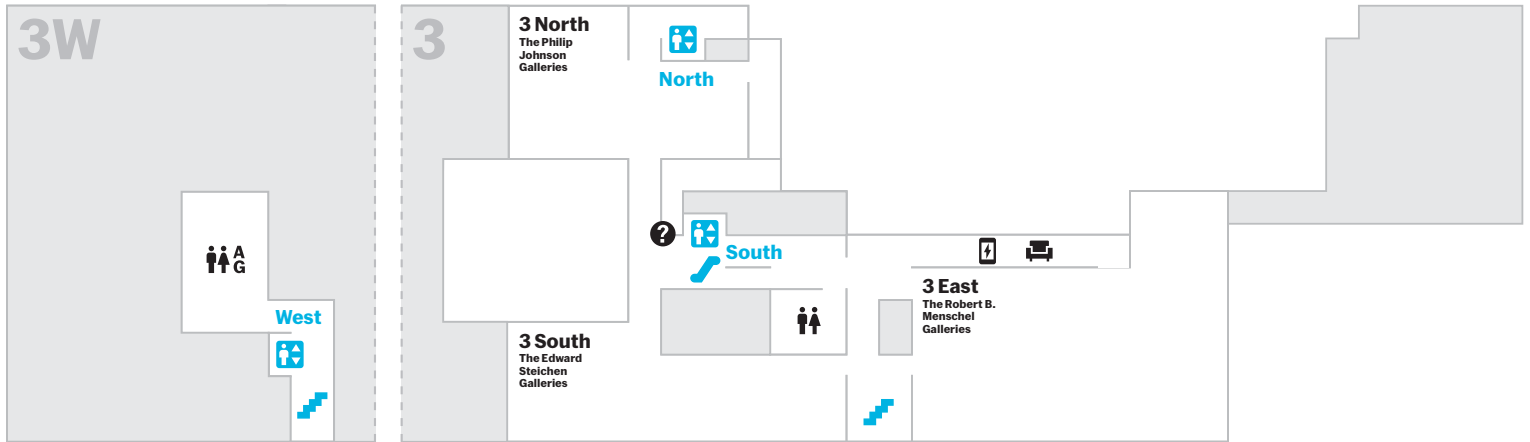 3W
A
G
West
3
3 North
The Philip
Johnson
Galleries
North
?
South
3 East
The Robert B.
Menschel
Galleries
3 South
The Edward
Steichen
Galleries